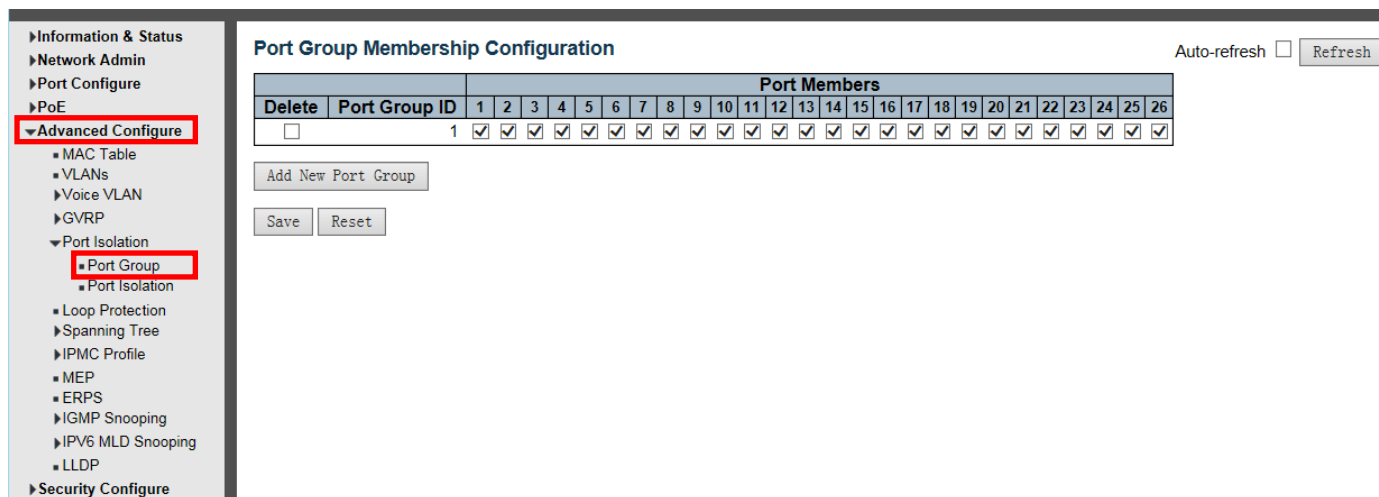 Information & Status
Network Admin
Port Configure
PoE
Advanced Configure
MAC Table
VLANs
Voice VLAN
GVRP
Port Isolation
Port Group
Port Isolation
Loop Protection
Spanning Tree
IPMC Profile
MEP
ERPS
IGMP Snooping
IPV6 MLD Snooping
LLDP
Security Configure
Port Group Membership Configuration
Auto-refresh Refresh
Port Members
Delete Port Group ID 1 2 3 4 5 6 7 8 9 10 11 12 13 14 15 16 17 18 19 20 21 22 23 24 25 26
1
Add New Port Group
Save Reset